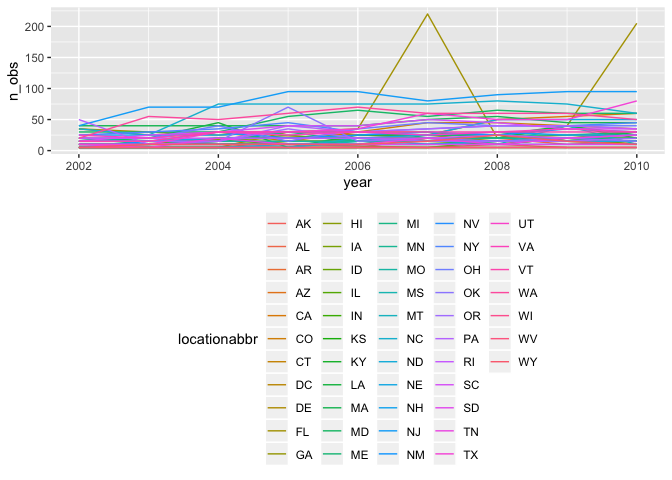 200
150
100
50
0
n_obs
2002 2004 2006 2008 2010
year
locationabbr
AK HI MI NV UT
AL IA MN NY VA
AR ID MO OH VT
AZ IL MS OK WA
CA IN MT OR WI
CO KS NC PA WV
CT KY ND RI WY
DC LA NE SC
DE MA NH SD
FL MD NJ TN
GA ME NM TX